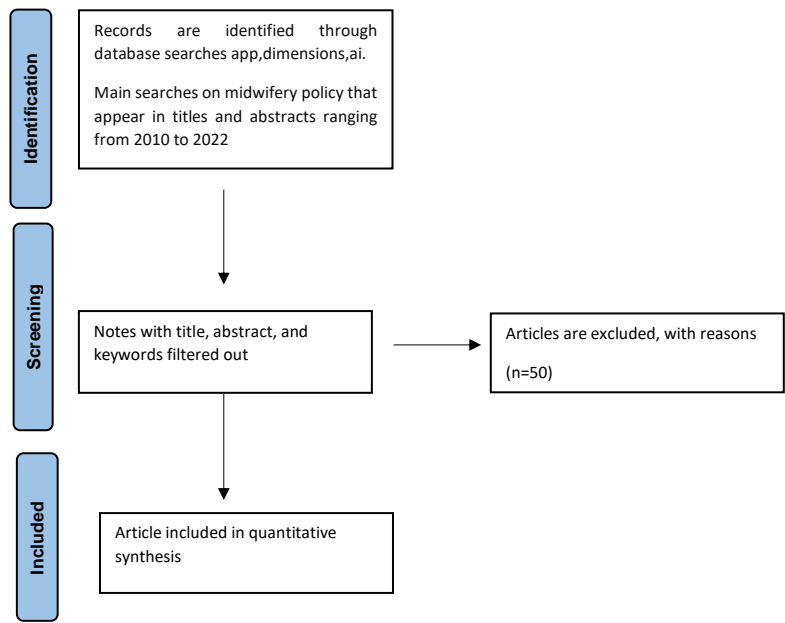 Identification
Records are identified through
database searches app,dimensions,ai.
Main searches on midwifery policy that
appear in titles and abstracts ranging
from 2010 to 2022
Screening
Notes with title, abstract, and
keywords filtered out
Articles are excluded, with reasons
(n=50)
Included
Article included in quantitative
synthesis